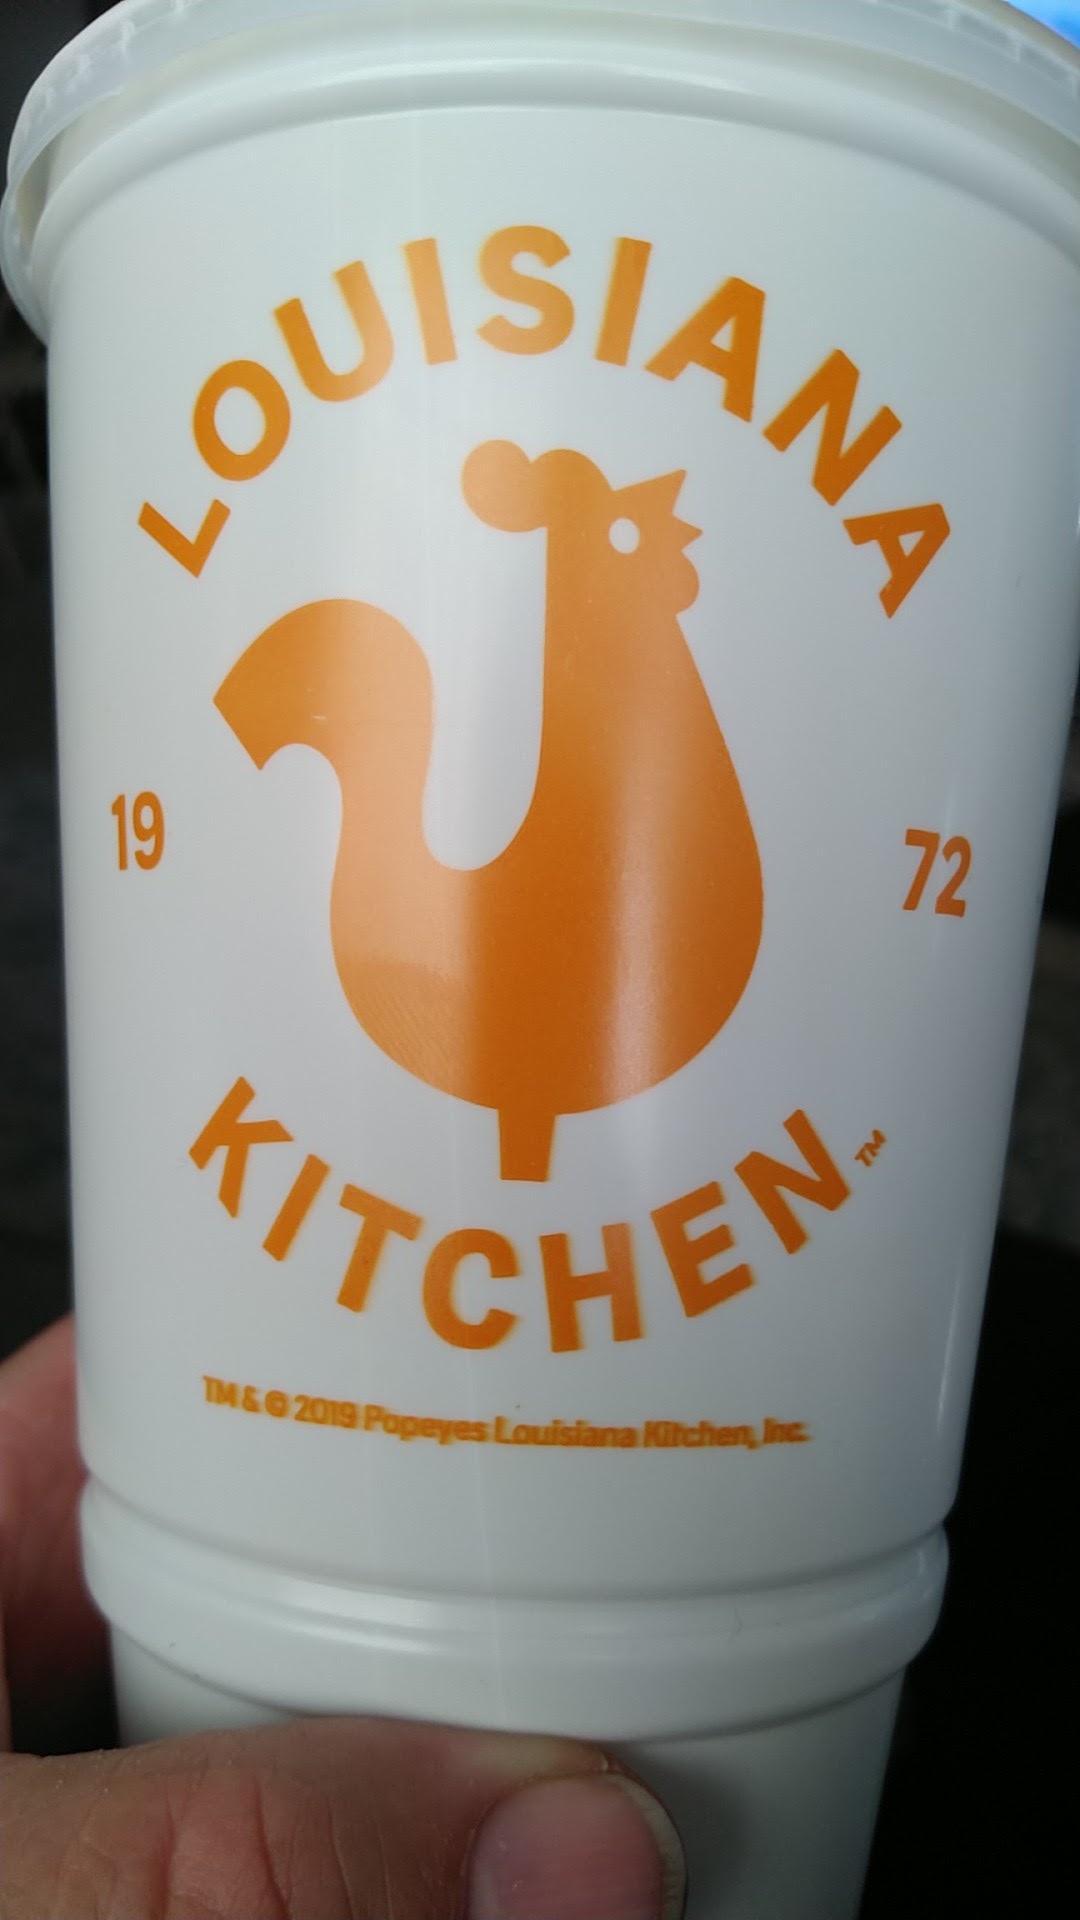 LOUISIANA
19 72
KITCHEN™
TM & © 2019 Popeyes Louisiana Kitchen, Inc.